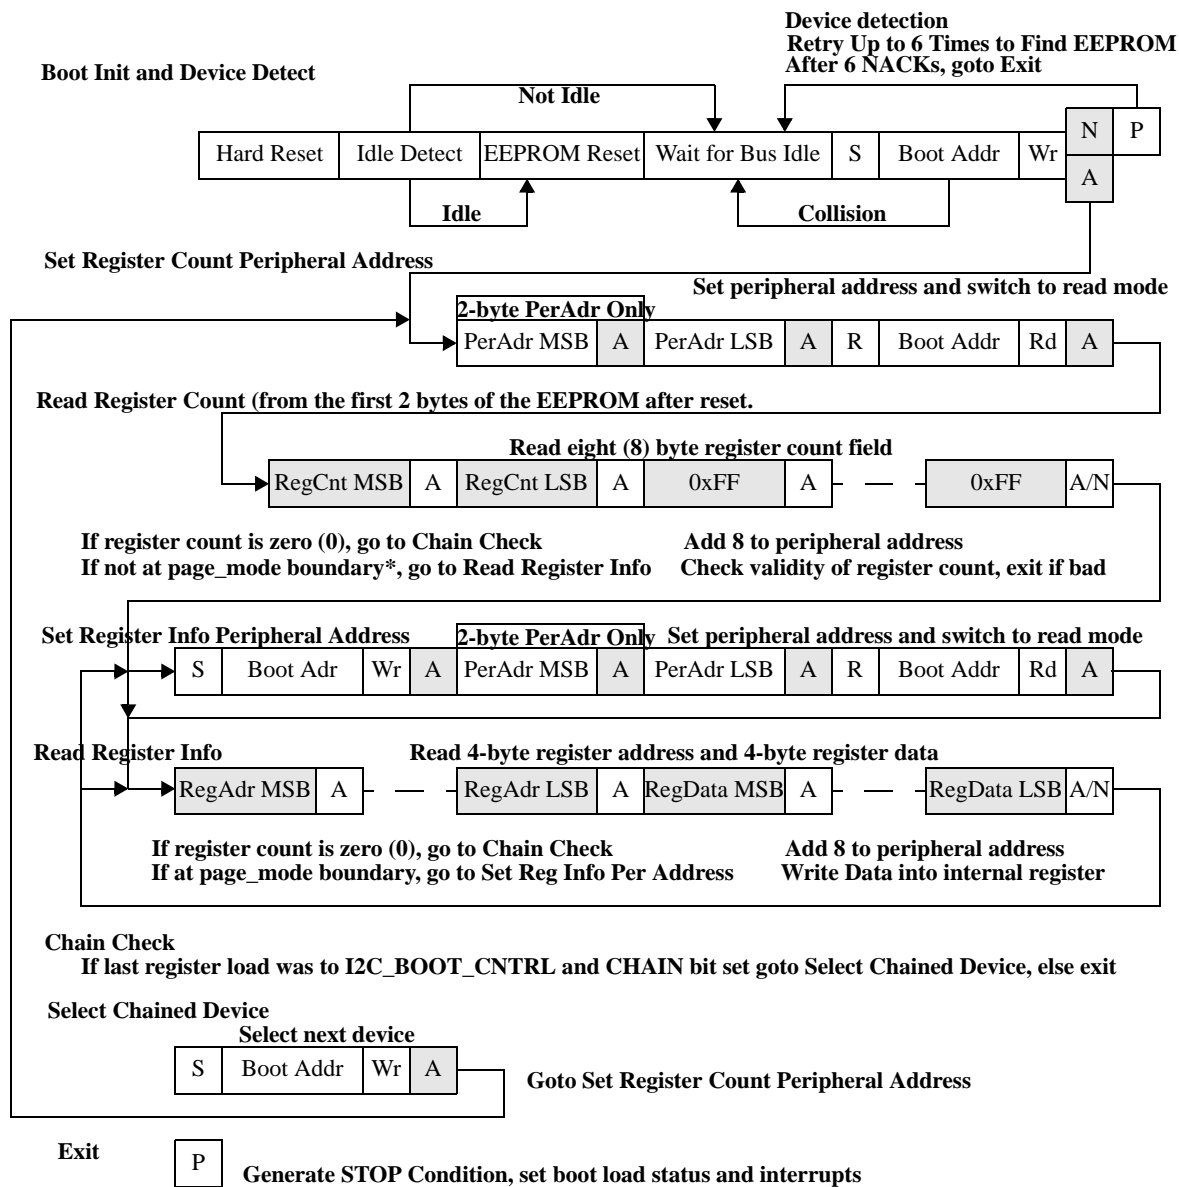 Device detection
Retry Up to 6 Times to Find EEPROM
After 6 NACKs, goto Exit
Boot Init and Device Detect
Not Idle
Hard Reset Idle Detect EEPROM Reset Wait for Bus Idle S Boot Addr Wr N P
A
Idle Collision
Set Register Count Peripheral Address
Set peripheral address and switch to read mode
2-byte PerAdr Only
PerAdr MSB A PerAdr LSB A R Boot Addr Rd A
Read Register Count (from the first 2 bytes of the EEPROM after reset.
Read eight (8) byte register count field
RegCnt MSB A RegCnt LSB A 0xFF A 0xFF A/N
If register count is zero (0), go to Chain Check Add 8 to peripheral address
If not at page_mode boundary*, go to Read Register Info Check validity of register count, exit if bad
Set Register Info Peripheral Address 2-byte PerAdr Only Set peripheral address and switch to read mode
S Boot Adr Wr A PerAdr MSB A PerAdr LSB A R Boot Addr Rd A
Read Register Info Read 4-byte register address and 4-byte register data
RegAdr MSB A RegAdr LSB A RegData MSB A RegData LSB A/N
If register count is zero (0), go to Chain Check Add 8 to peripheral address
If at page_mode boundary, go to Set Reg Info Per Address Write Data into internal register
Chain Check
If last register load was to I2C_BOOT_CNTRL and CHAIN bit set goto Select Chained Device, else exit
Select Chained Device
Select next device
S Boot Addr Wr A
Goto Set Register Count Peripheral Address
Exit P
Generate STOP Condition, set boot load status and interrupts